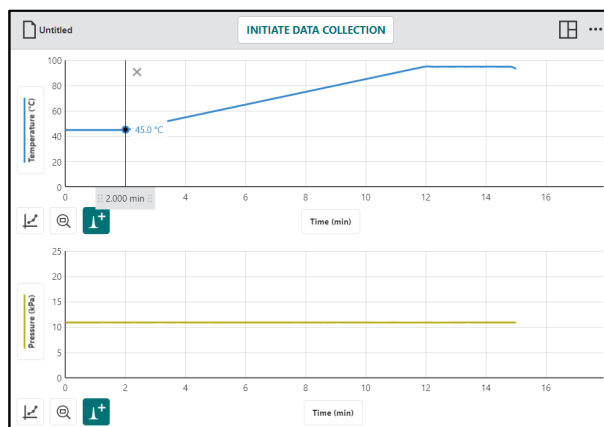 Untitled
INITIATE DATA COLLECTION
Temperature (°C)
100
80
60
40
20
0
45.0 °C
0 2 4 6 8 10 12 14 16
2.000 min
Time (min)
Pressure (kPa)
25
20
15
10
5
0
0 2 4 6 8 10 12 14 16
Time (min)